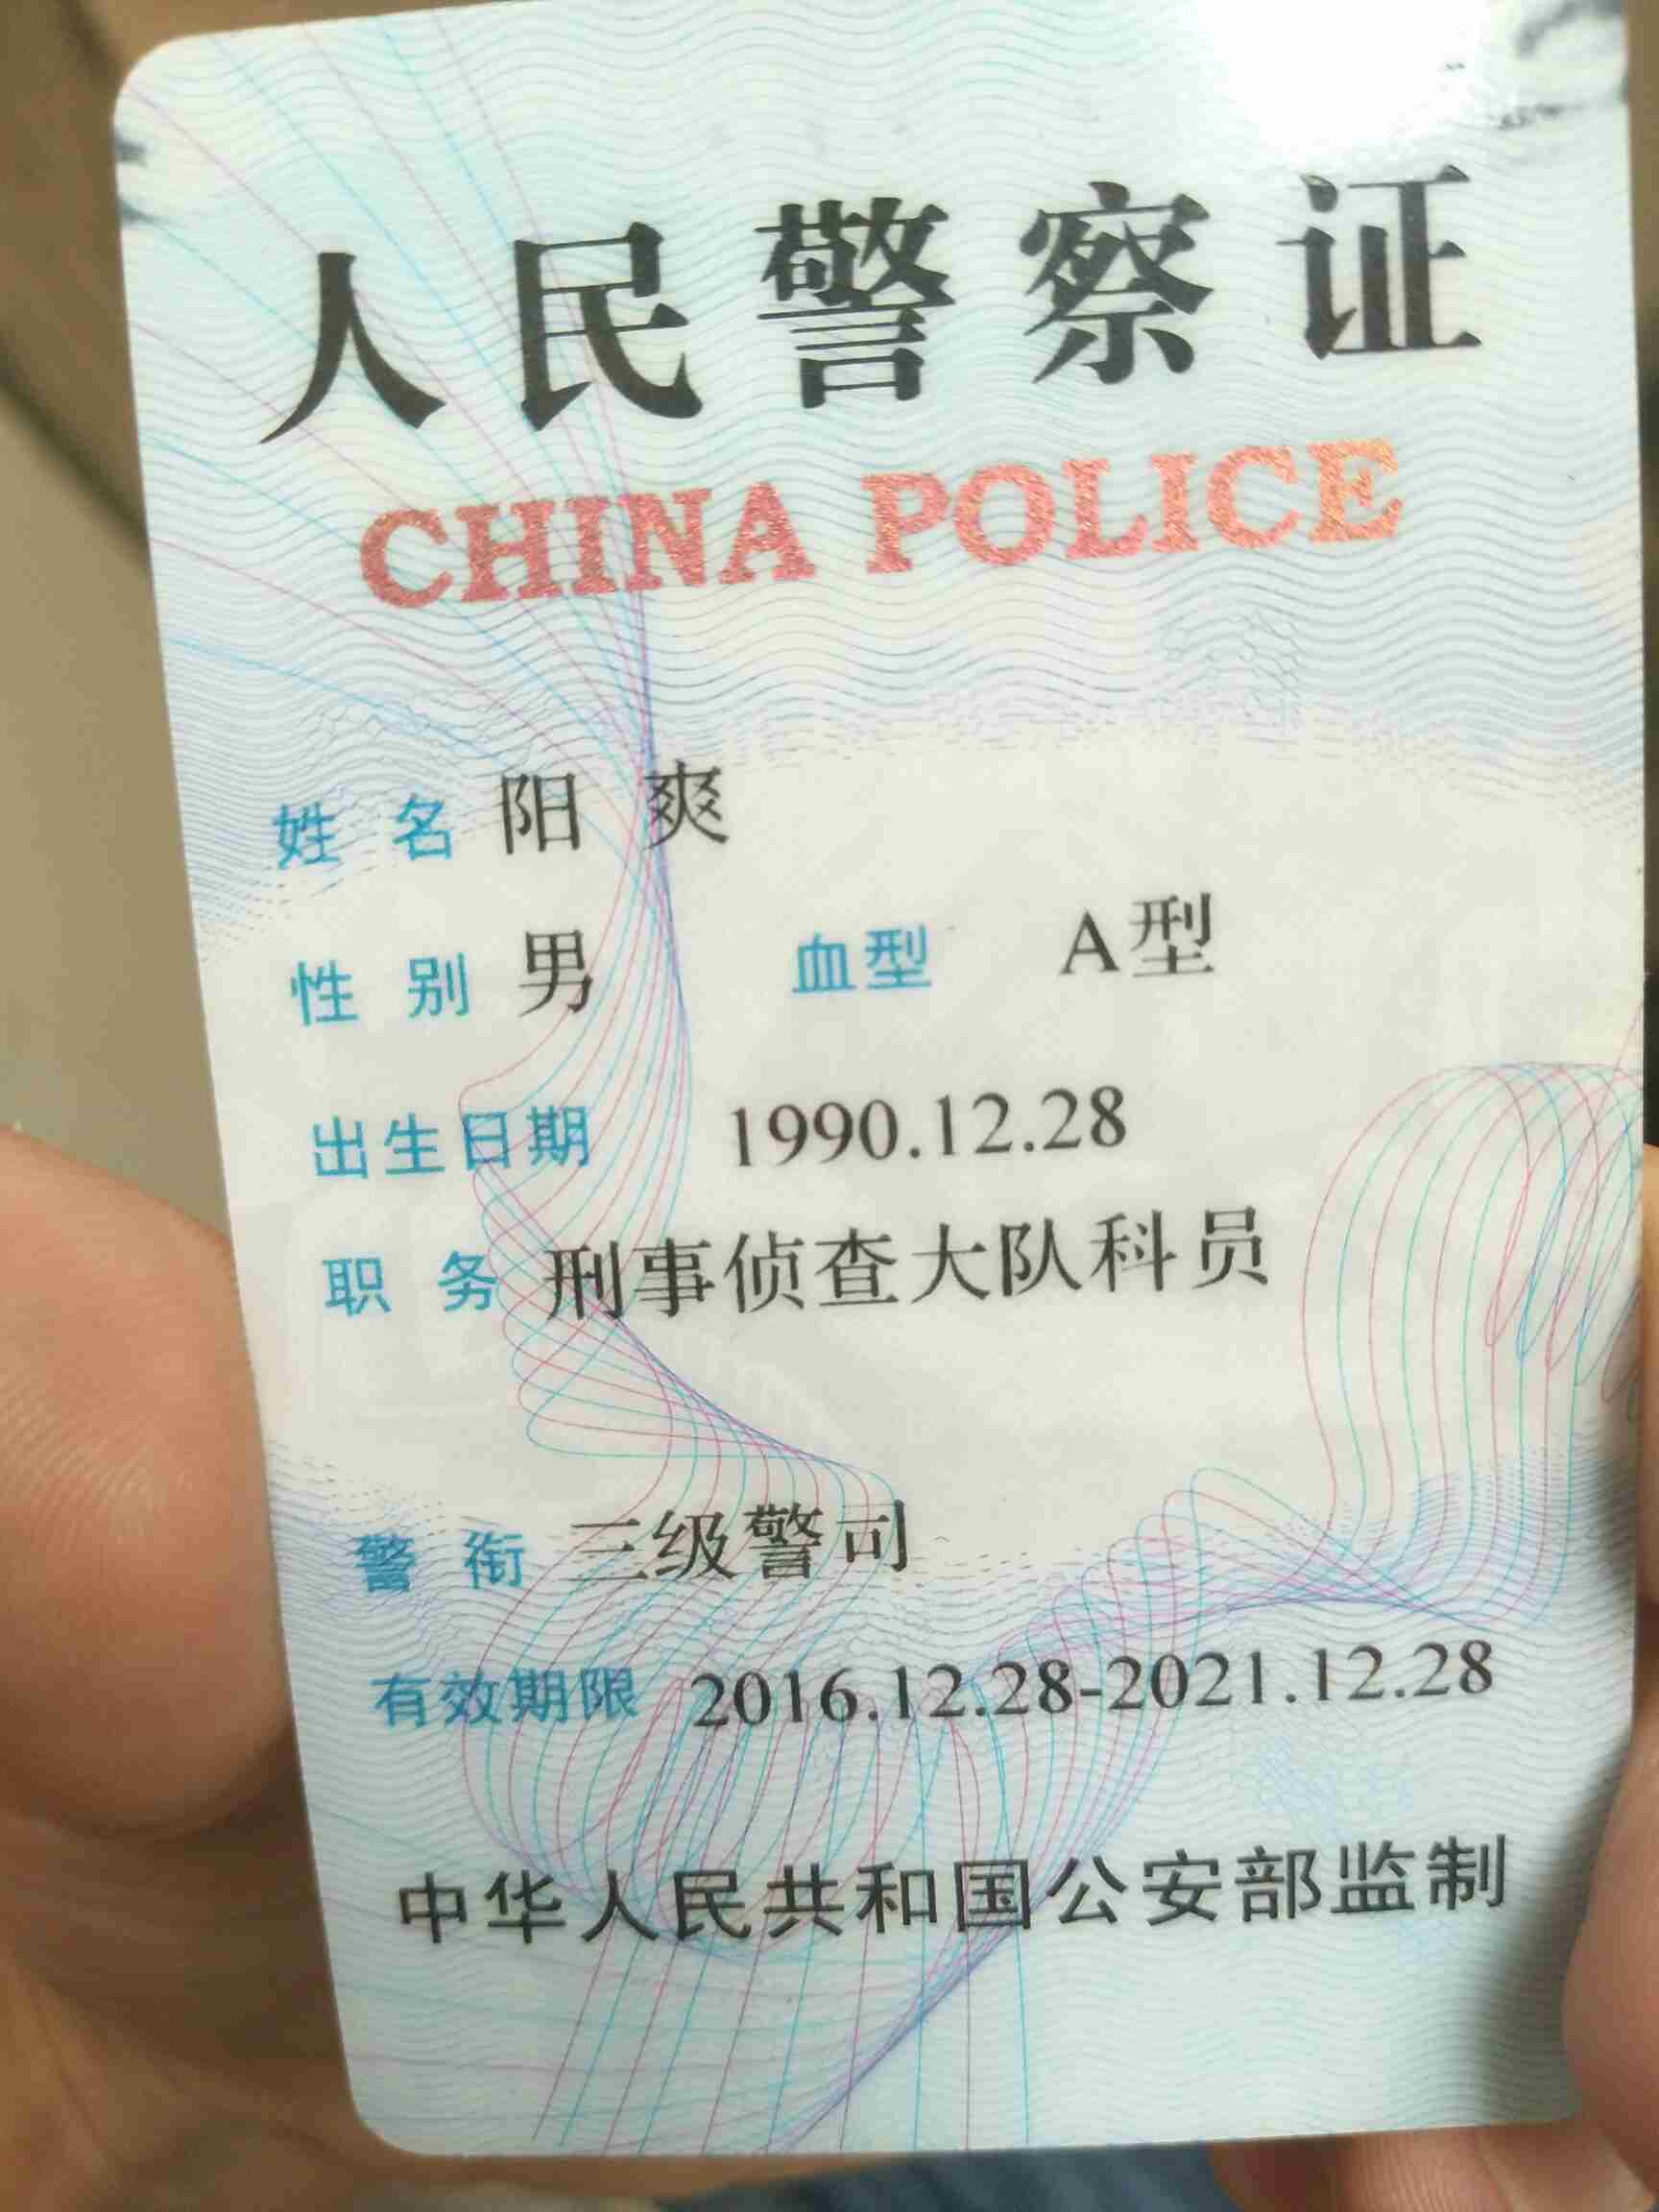 人民警察证
CHINA POLICE
姓名 阳爽
性别 男 血型 A型
出生日期 1990.12.28
职务 刑事侦查大队科员
警衔 三级警司
有效期限 2016.12.28-2021.12.28
中华人民共和国公安部监制